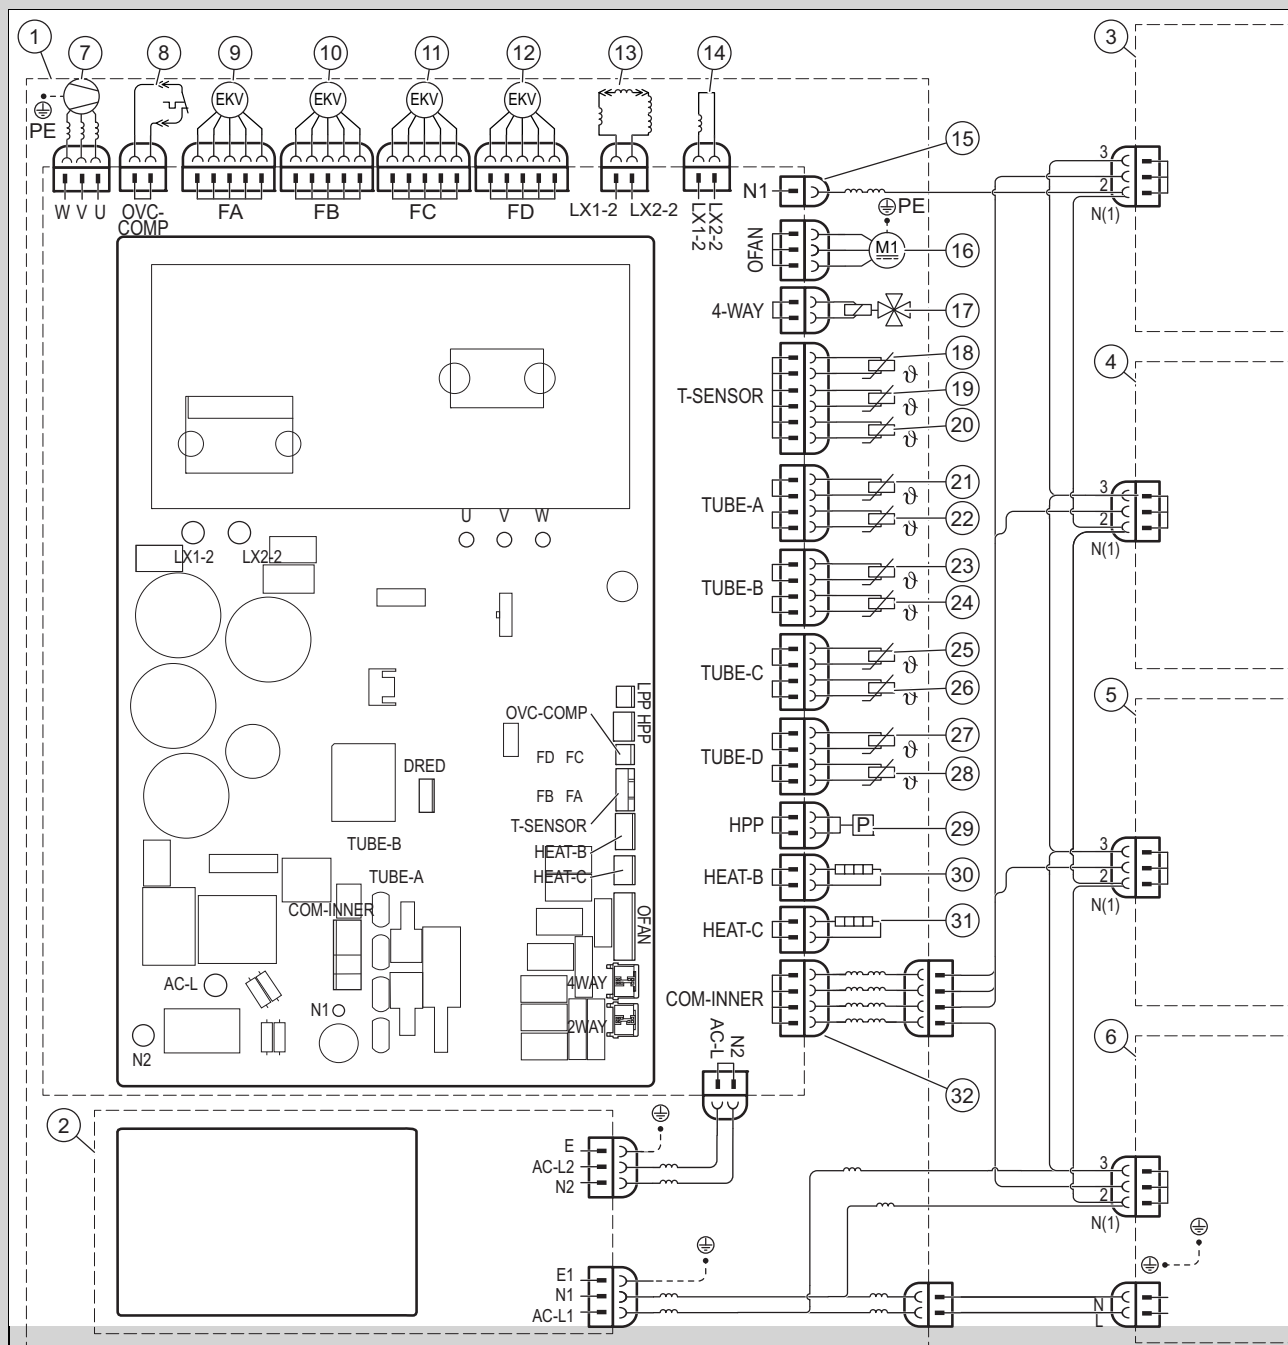 1 7 8 9 10 11 12 13 14 3
EKV EKV EKV EKV
PE
W V U OVC-COMP FA FB FC FD LX1-2 LX2-2 LX1-2 LX2-2
N1 15
PE
OFAN M1 16
4-WAY 17
T-SENSOR 18 ϑ
19 ϑ
20 ϑ
TUBE-A 21 ϑ
22 ϑ
TUBE-B 23 ϑ
24 ϑ
TUBE-C 25 ϑ
26 ϑ
TUBE-D 27 ϑ
28 ϑ
HPP P 29
HEAT-B 30
HEAT-C 31
COM-INNER
32
AC-L N2
3
2
N(1)
4
3
2
N(1)
5
3
2
N(1)
6
3
2
N(1)
N
L
U V W
LX1-2 LX2-2
LPP HPP
OVC-COMP
FD FC
DRED
FB FA
T-SENSOR
TUBE-B
HEAT-B
TUBE-A
HEAT-C
COM-INNER
OFAN
AC-L
4WAY
N1
2WAY
N2
2
E
AC-L2
N2
E1
N1
AC-L1